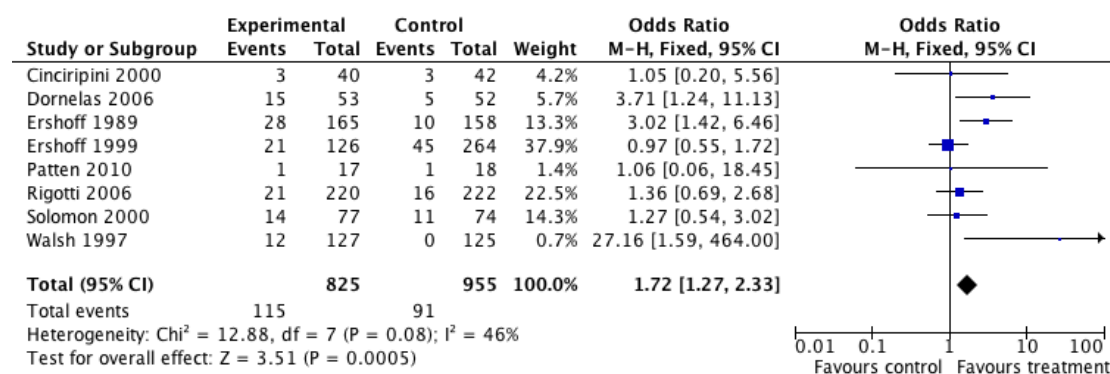 Experimental Control Odds Ratio Odds Ratio
Study or Subgroup Events Total Events Total Weight M-H, Fixed, 95% CI M-H, Fixed, 95% CI
Cinciripini 2000 3 40 3 42 4.2% 1.05 [0.20, 5.56]
Dornelas 2006 15 53 5 52 5.7% 3.71 [1.24, 11.13]
Ershoff 1989 28 165 10 158 13.3% 3.02 [1.42, 6.46]
Ershoff 1999 21 126 45 264 37.9% 0.97 [0.55, 1.72]
Patten 2010 1 17 1 18 1.4% 1.06 [0.06, 18.45]
Rigotti 2006 21 220 16 222 22.5% 1.36 [0.69, 2.68]
Solomon 2000 14 77 11 74 14.3% 1.27 [0.54, 3.02]
Walsh 1997 12 127 0 125 0.7% 27.16 [1.59, 464.00]
Total (95% CI) 825 955 100.0% 1.72 [1.27, 2.33]
Total events 115 91
Heterogeneity: Chi² = 12.88, df = 7 (P = 0.08); I² = 46%
Test for overall effect: Z = 3.51 (P = 0.0005)
0.01 0.1 1 10 100
Favours control Favours treatment